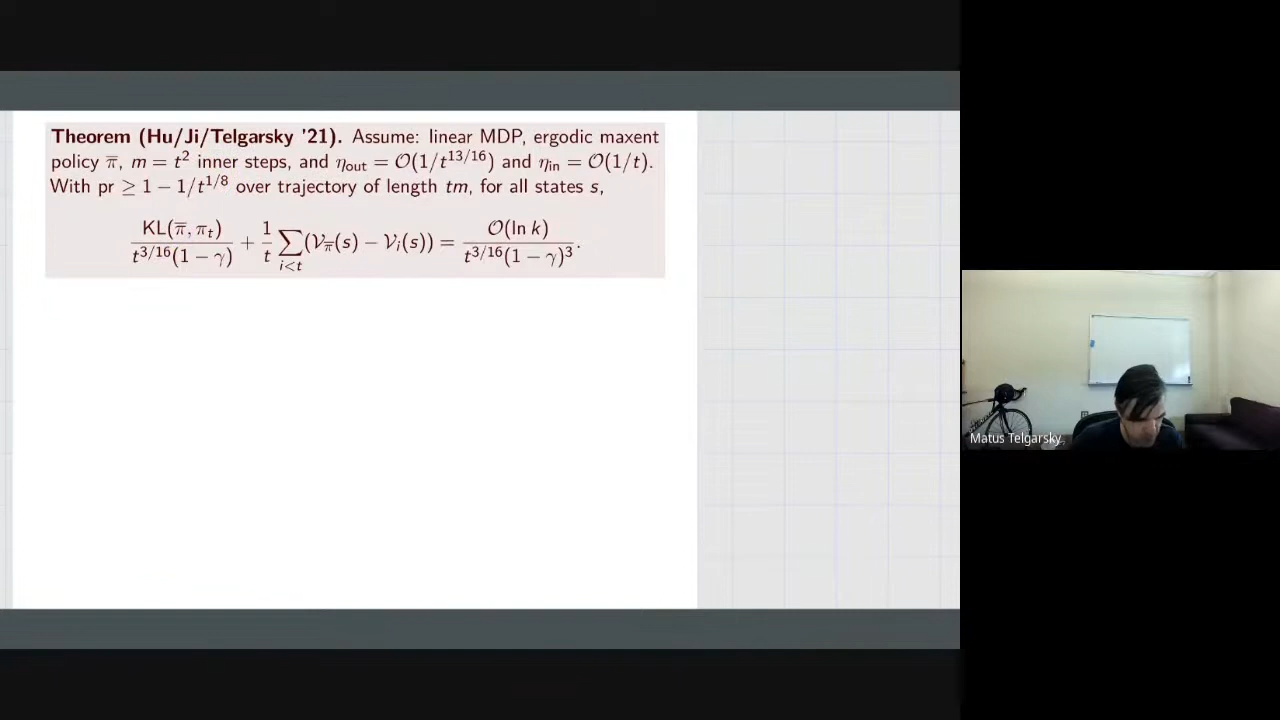 Theorem (Hu/Ji/Telgarsky '21). Assume: linear MDP, ergodic maxent
policy π̅, m = t² inner steps, and η_out = 𝒪(1/t^{13/16}) and η_in = 𝒪(1/t).
With pr ≥ 1 − 1/t^{1/8} over trajectory of length tm, for all states s,
KL(π̅, π_t) / t^{3/16}(1 − γ) + 1/t ∑_{i<t} (𝒱_π̅(s) − 𝒱_i(s)) = 𝒪(ln k) / t^{3/16}(1 − γ)³.
Matus Telgarsky